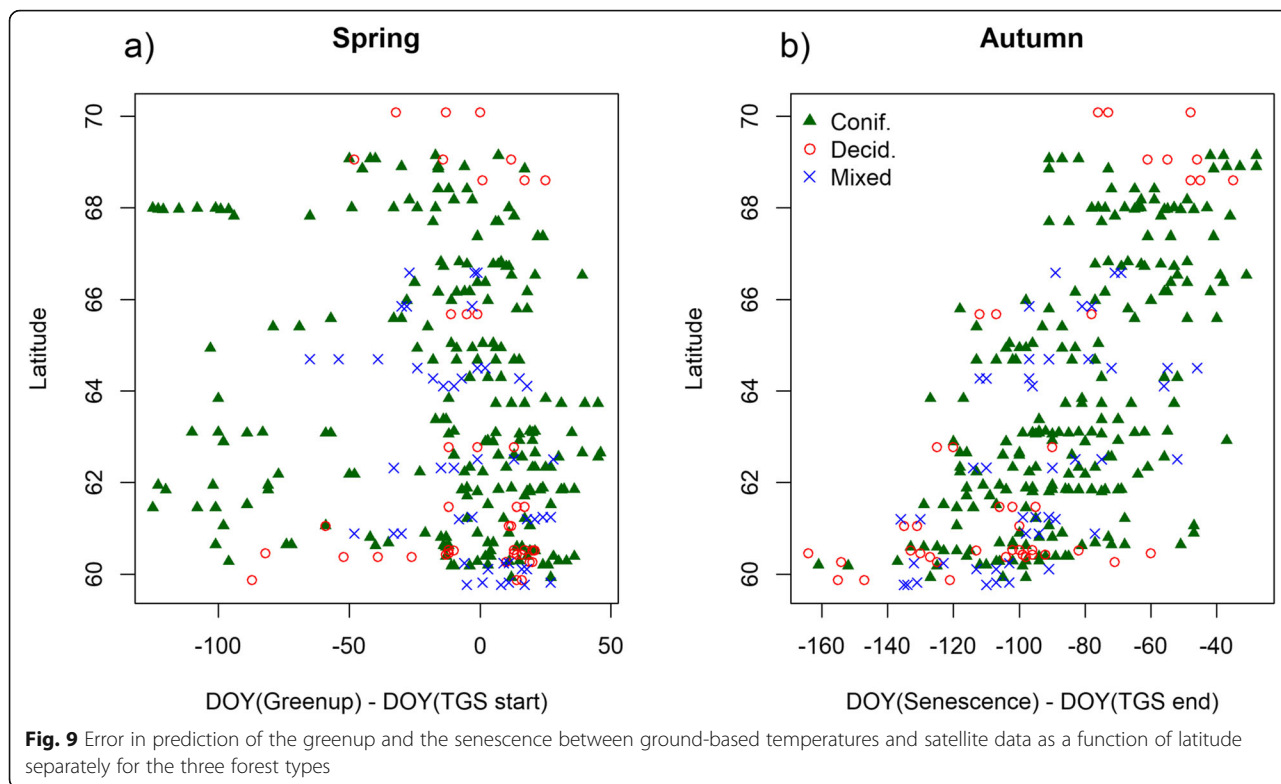 a)
Spring
Latitude
70
68
66
64
62
60
-100 -50 0 50
DOY(Greenup) - DOY(TGS start)
b)
Autumn
Conif.
Decid.
Mixed
Latitude
70
68
66
64
62
60
-160 -140 -120 -100 -80 -60 -40
DOY(Senescence) - DOY(TGS end)
Fig. 9 Error in prediction of the greenup and the senescence between ground-based temperatures and satellite data as a function of latitude
separately for the three forest types